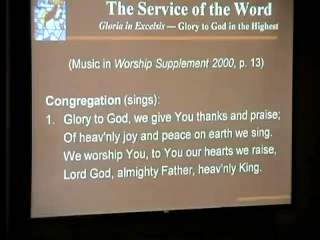 The Service of the Word
Gloria in Excelsis — Glory to God in the Highest
(Music in Worship Supplement 2000, p. 13)
Congregation (sings):
1. Glory to God, we give You thanks and praise;
Of heav'nly joy and peace on earth we sing.
We worship You, to You our hearts we raise,
Lord God, almighty Father, heav'nly King.